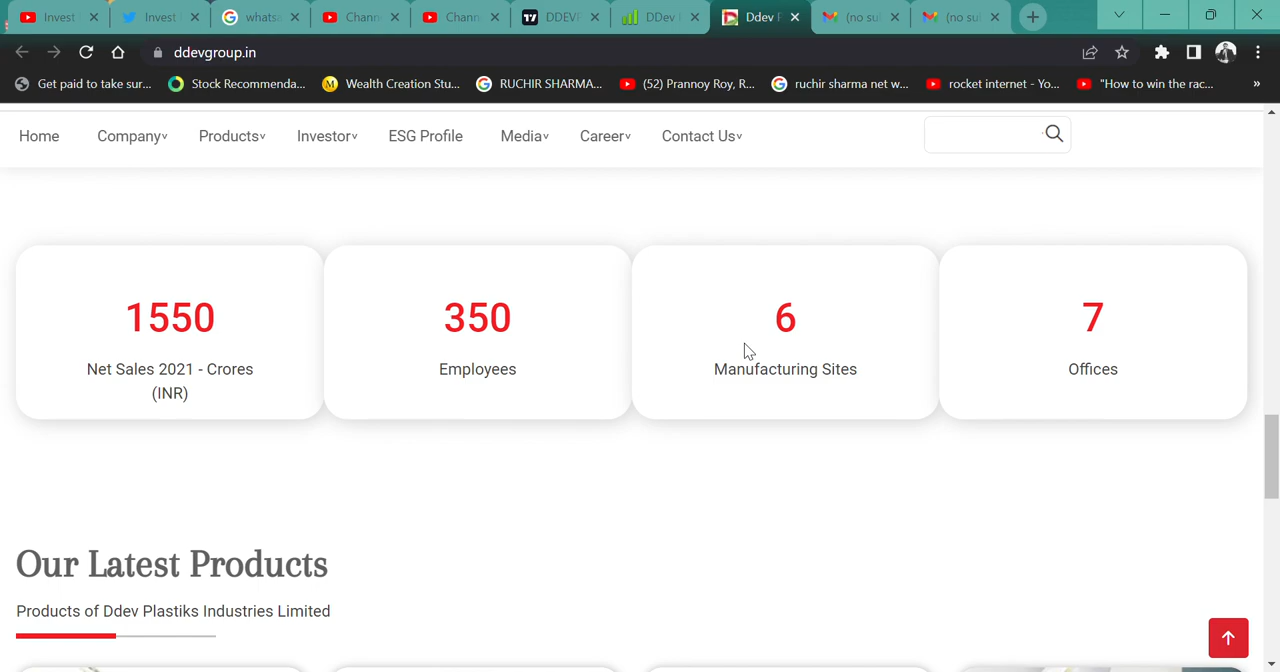 Invest
Invest
whats
Chann
Chann
DDEVF
DDev
Ddev P
(no su
(no su
ddevgroup.in
Get paid to take sur...
Stock Recommenda...
Wealth Creation Stu...
RUCHIR SHARMA...
(52) Prannoy Roy, R...
ruchir sharma net w...
rocket internet - Yo...
"How to win the rac...
»
Home
Company
Products
Investor
ESG Profile
Media
Career
Contact Us
1550
Net Sales 2021 - Crores
(INR)
350
Employees
6
Manufacturing Sites
7
Offices
Our Latest Products
Products of Ddev Plastiks Industries Limited